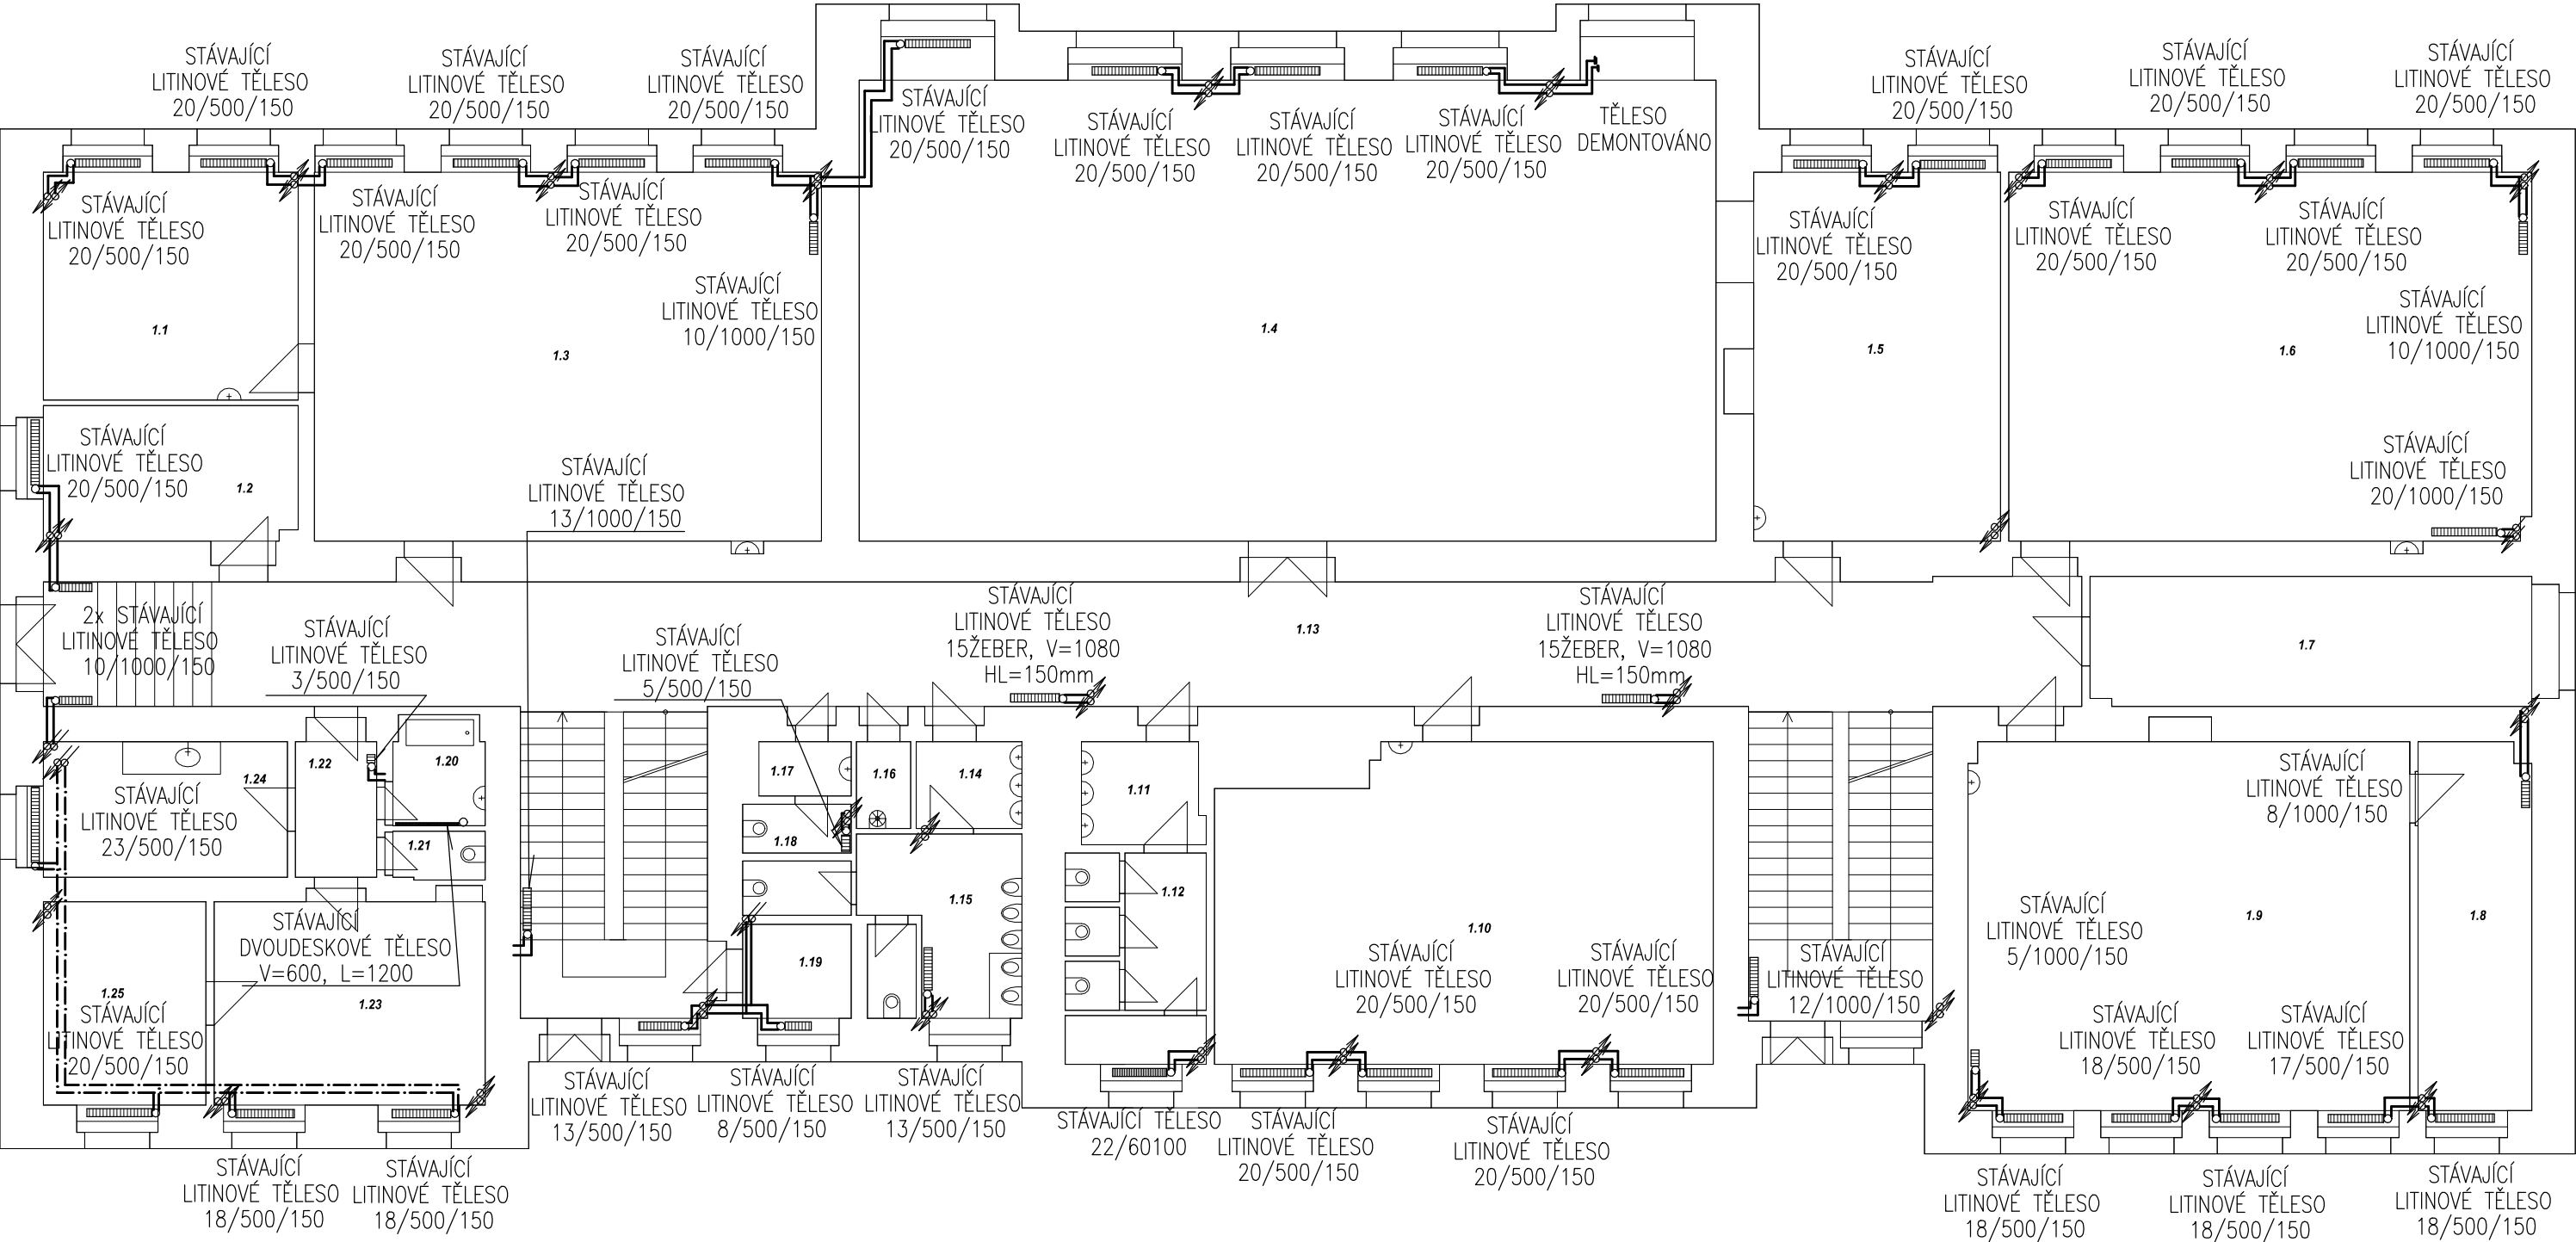 STÁVAJÍCÍ
LITINOVÉ TĚLESO
20/500/150
STÁVAJÍCÍ
LITINOVÉ TĚLESO
20/500/150
STÁVAJÍCÍ
LITINOVÉ TĚLESO
20/500/150
STÁVAJÍCÍ
LITINOVÉ TĚLESO
20/500/150
STÁVAJÍCÍ
LITINOVÉ TĚLESO
20/500/150
STÁVAJÍCÍ
LITINOVÉ TĚLESO
20/500/150
STÁVAJÍCÍ
LITINOVÉ TĚLESO
20/500/150
TĚLESO
DEMONTOVÁNO
STÁVAJÍCÍ
LITINOVÉ TĚLESO
20/500/150
STÁVAJÍCÍ
LITINOVÉ TĚLESO
20/500/150
STÁVAJÍCÍ
LITINOVÉ TĚLESO
20/500/150
STÁVAJÍCÍ
LITINOVÉ TĚLESO
20/500/150
STÁVAJÍCÍ
LITINOVÉ TĚLESO
20/500/150
STÁVAJÍCÍ
LITINOVÉ TĚLESO
20/500/150
STÁVAJÍCÍ
LITINOVÉ TĚLESO
10/1000/150
STÁVAJÍCÍ
LITINOVÉ TĚLESO
20/500/150
STÁVAJÍCÍ
LITINOVÉ TĚLESO
20/500/150
STÁVAJÍCÍ
LITINOVÉ TĚLESO
20/500/150
STÁVAJÍCÍ
LITINOVÉ TĚLESO
10/1000/150
1.1
1.3
1.4
1.5
1.6
STÁVAJÍCÍ
LITINOVÉ TĚLESO
20/500/150
1.2
STÁVAJÍCÍ
LITINOVÉ TĚLESO
13/1000/150
STÁVAJÍCÍ
LITINOVÉ TĚLESO
20/1000/150
2x STÁVAJÍCÍ
LITINOVÉ TĚLESO
10/1000/150
STÁVAJÍCÍ
LITINOVÉ TĚLESO
3/500/150
STÁVAJÍCÍ
LITINOVÉ TĚLESO
5/500/150
STÁVAJÍCÍ
LITINOVÉ TĚLESO
15ŽEBER, V=1080
HL=150mm
1.13
STÁVAJÍCÍ
LITINOVÉ TĚLESO
15ŽEBER, V=1080
HL=150mm
1.7
1.24
1.22
1.20
1.17
1.16
1.14
1.11
STÁVAJÍCÍ
LITINOVÉ TĚLESO
23/500/150
1.21
1.18
STÁVAJÍCÍ
LITINOVÉ TĚLESO
8/1000/150
1.15
1.12
1.10
1.9
1.8
STÁVAJÍCÍ
DVOUDESKOVÉ TĚLESO
V=600, L=1200
1.19
STÁVAJÍCÍ
LITINOVÉ TĚLESO
20/500/150
STÁVAJÍCÍ
LITINOVÉ TĚLESO
20/500/150
STÁVAJÍCÍ
LITINOVÉ TĚLESO
12/1000/150
STÁVAJÍCÍ
LITINOVÉ TĚLESO
5/1000/150
1.25
1.23
STÁVAJÍCÍ
LITINOVÉ TĚLESO
20/500/150
STÁVAJÍCÍ
LITINOVÉ TĚLESO
18/500/150
STÁVAJÍCÍ
LITINOVÉ TĚLESO
17/500/150
STÁVAJÍCÍ
LITINOVÉ TĚLESO
13/500/150
STÁVAJÍCÍ
LITINOVÉ TĚLESO
8/500/150
STÁVAJÍCÍ
LITINOVÉ TĚLESO
13/500/150
STÁVAJÍCÍ TĚLESO
22/60100
STÁVAJÍCÍ
LITINOVÉ TĚLESO
20/500/150
STÁVAJÍCÍ
LITINOVÉ TĚLESO
20/500/150
STÁVAJÍCÍ
LITINOVÉ TĚLESO
18/500/150
STÁVAJÍCÍ
LITINOVÉ TĚLESO
18/500/150
STÁVAJÍCÍ
LITINOVÉ TĚLESO
18/500/150
STÁVAJÍCÍ
LITINOVÉ TĚLESO
18/500/150
STÁVAJÍCÍ
LITINOVÉ TĚLESO
18/500/150